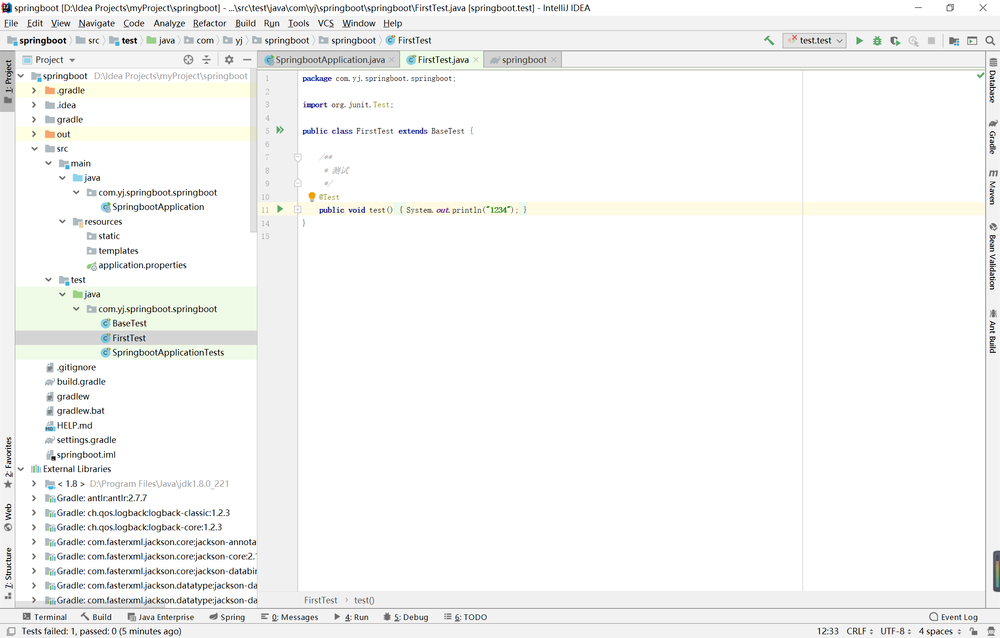 springboot [D:\Idea Projects\myProject\springboot] - ...\src\test\java\com\yj\springboot\springboot\FirstTest.java [springboot.test] - IntelliJ IDEA
File Edit View Navigate Code Analyze Refactor Build Run Tools VCS Window Help
springboot src test java com yj springboot springboot FirstTest
test.test
Project
SpringbootApplication.java
FirstTest.java
springboot
1: Project
2: Favorites
Web
7: Structure
springboot D:\Idea Projects\myProject\springboot
.gradle
.idea
gradle
out
src
main
java
com.yj.springboot.springboot
SpringbootApplication
resources
static
templates
application.properties
test
java
com.yj.springboot.springboot
BaseTest
FirstTest
SpringbootApplicationTests
.gitignore
build.gradle
gradlew
gradlew.bat
HELP.md
settings.gradle
springboot.iml
External Libraries
< 1.8 > D:\Program Files\Java\jdk1.8.0_221
Gradle: antlr:antlr:2.7.7
Gradle: ch.qos.logback:logback-classic:1.2.3
Gradle: ch.qos.logback:logback-core:1.2.3
Gradle: com.fasterxml.jackson.core:jackson-annota
Gradle: com.fasterxml.jackson.core:jackson-core:2.
Gradle: com.fasterxml.jackson.core:jackson-databin
Gradle: com.fasterxml.jackson.datatype:jackson-da
Gradle: com.fasterxml.jackson.datatype:jackson-da
1 package com.yj.springboot.springboot;
2
3 import org.junit.Test;
4
5 public class FirstTest extends BaseTest {
6
7 /**
8 * 测试
9 */
10 @Test
11 public void test() { System.out.println("1234"); }
14 }
15
FirstTest › test()
Database
Gradle
Maven
Bean Validation
Ant Build
Terminal Build Java Enterprise Spring 0: Messages 4: Run 5: Debug 6: TODO Event Log
Tests failed: 1, passed: 0 (5 minutes ago) 12:33 CRLF UTF-8 4 spaces